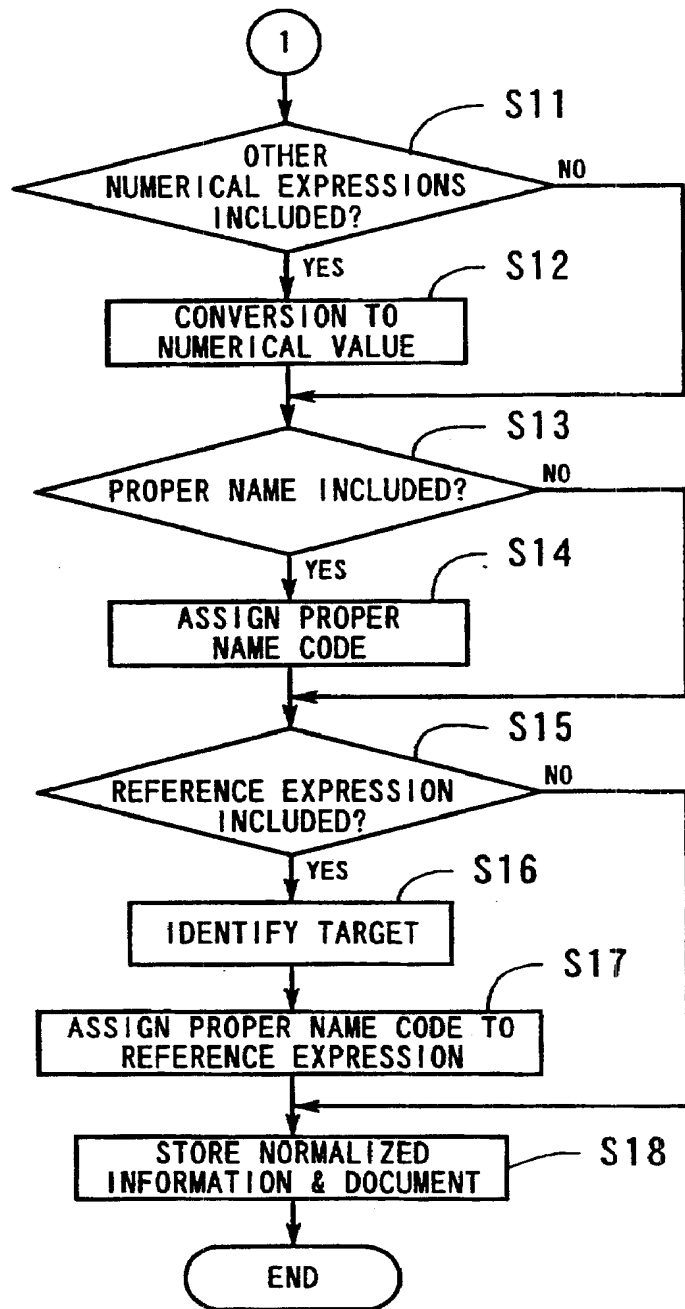 1
S11
OTHER
NUMERICAL EXPRESSIONS
INCLUDED?
NO
YES
S12
CONVERSION TO
NUMERICAL VALUE
S13
PROPER NAME INCLUDED?
NO
YES
S14
ASSIGN PROPER
NAME CODE
S15
REFERENCE EXPRESSION
INCLUDED?
NO
YES
S16
IDENTIFY TARGET
S17
ASSIGN PROPER NAME CODE TO
REFERENCE EXPRESSION
STORE NORMALIZED
INFORMATION & DOCUMENT
S18
END